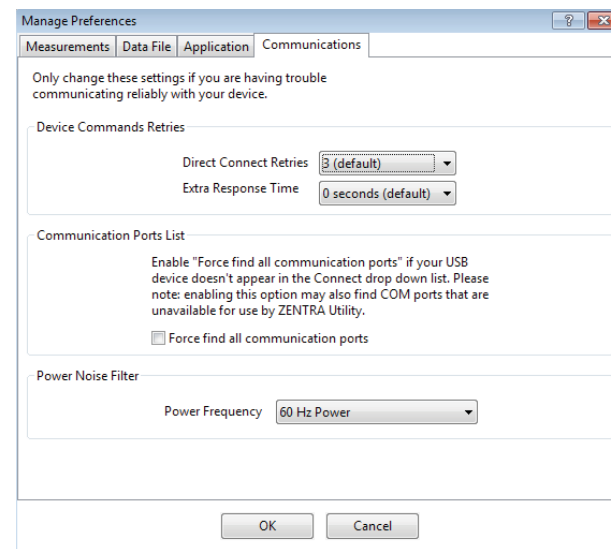 Manage Preferences
Measurements Data File Application Communications
Only change these settings if you are having trouble
communicating reliably with your device.
Device Commands Retries
Direct Connect Retries 3 (default)
Extra Response Time 0 seconds (default)
Communication Ports List
Enable "Force find all communication ports" if your USB
device doesn't appear in the Connect drop down list. Please
note: enabling this option may also find COM ports that are
unavailable for use by ZENTRA Utility.
Force find all communication ports
Power Noise Filter
Power Frequency 60 Hz Power
OK Cancel